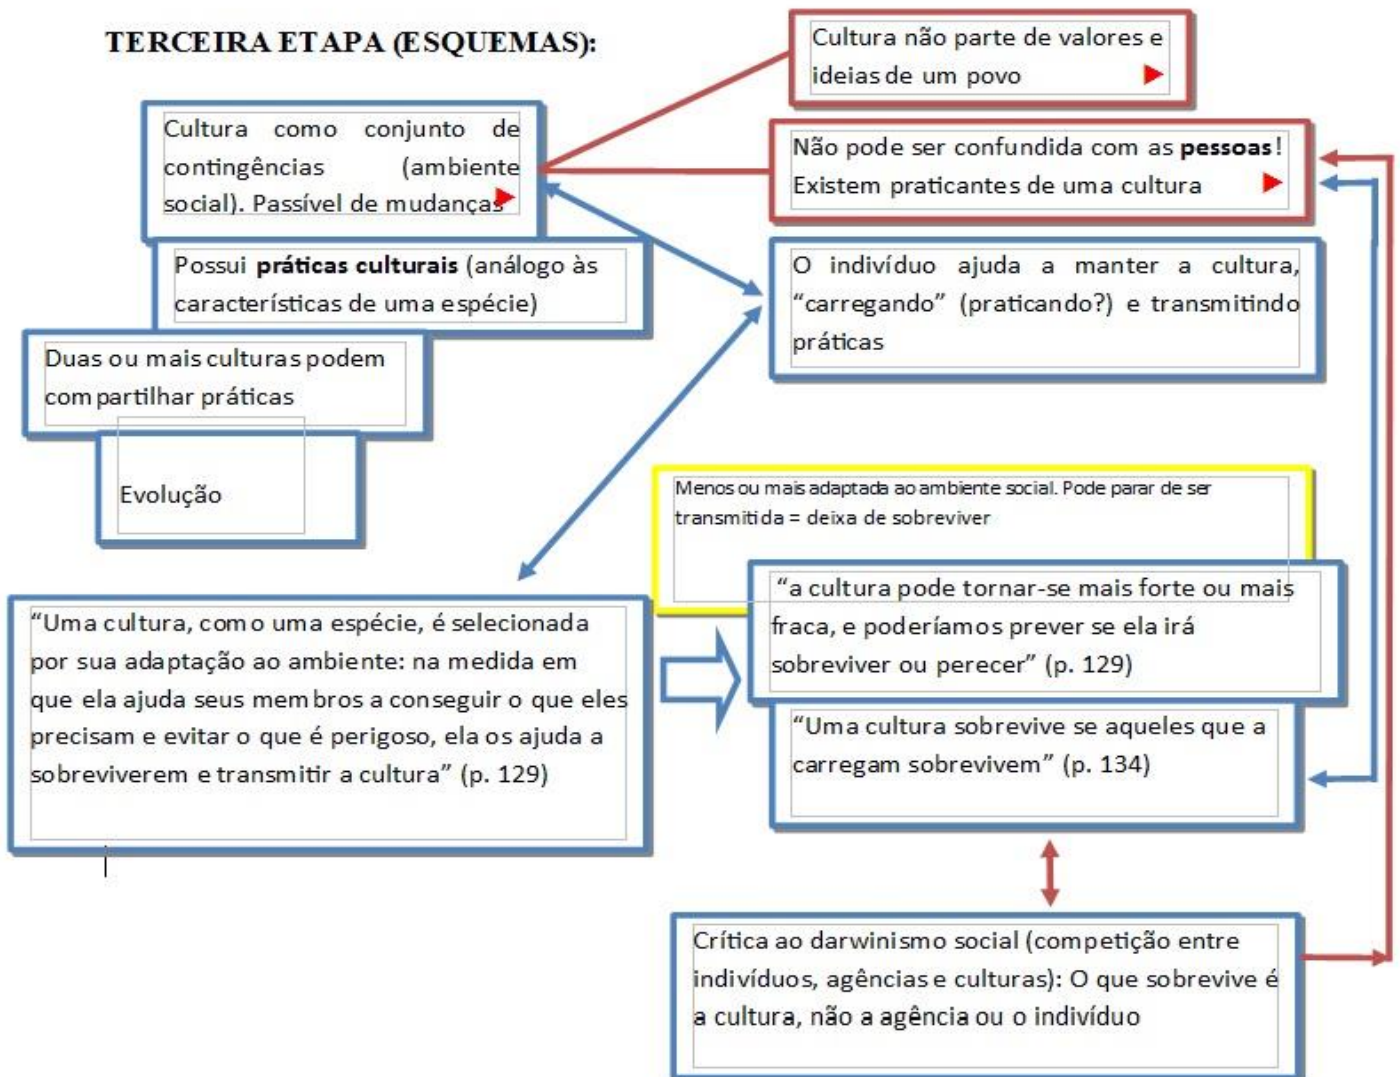 TERCEIRA ETAPA (ESQUEMAS):
Cultura não parte de valores e
ideias de um povo
Cultura como conjunto de
contingências (ambiente
social). Passível de mudanças
Não pode ser confundida com as pessoas!
Existem praticantes de uma cultura
Possui práticas culturais (análogo às
características de uma espécie)
O indivíduo ajuda a manter a cultura,
“carregando” (praticando?) e transmitindo
práticas
Duas ou mais culturas podem
compartilhar práticas
Evolução
Menos ou mais adaptada ao ambiente social. Pode parar de ser
transmitida = deixa de sobreviver
“Uma cultura, como uma espécie, é selecionada
por sua adaptação ao ambiente: na medida em
que ela ajuda seus membros a conseguir o que eles
precisam e evitar o que é perigoso, ela os ajuda a
sobreviverem e transmitir a cultura” (p. 129)
“a cultura pode tornar-se mais forte ou mais
fraca, e poderíamos prever se ela irá
sobreviver ou perecer” (p. 129)
“Uma cultura sobrevive se aqueles que a
carregam sobrevivem” (p. 134)
Crítica ao darwinismo social (competição entre
indivíduos, agências e culturas): O que sobrevive é
a cultura, não a agência ou o indivíduo